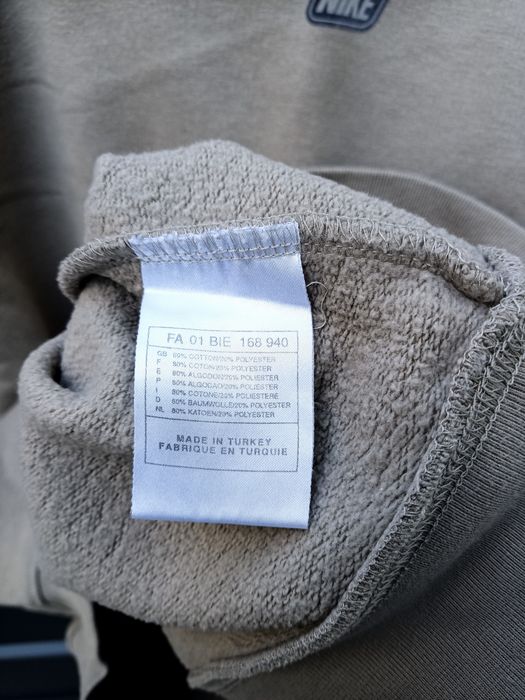 NIKE
FA 01 BIE 168 940
GB 80% COTTON/20% POLYESTER
F 80% COTON/20% POLYESTER
E 80% ALGODON/20% POLIESTER
P 80% ALGODAO/20% POLIESTER
I 80% COTONE/20% POLIESTERE
D 80% BAUMWOLLE/20% POLYESTER
NL 80% KATOEN/20% POLYESTER
MADE IN TURKEY
FABRIQUE EN TURQUIE